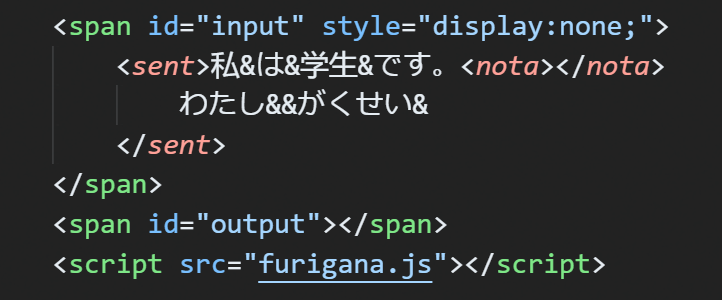 <span id="input" style="display:none;">
<sent>私&は&学生&です。<nota></nota>
わたし&&がくせい&
</sent>
</span>
<span id="output"></span>
<script src="furigana.js"></script>